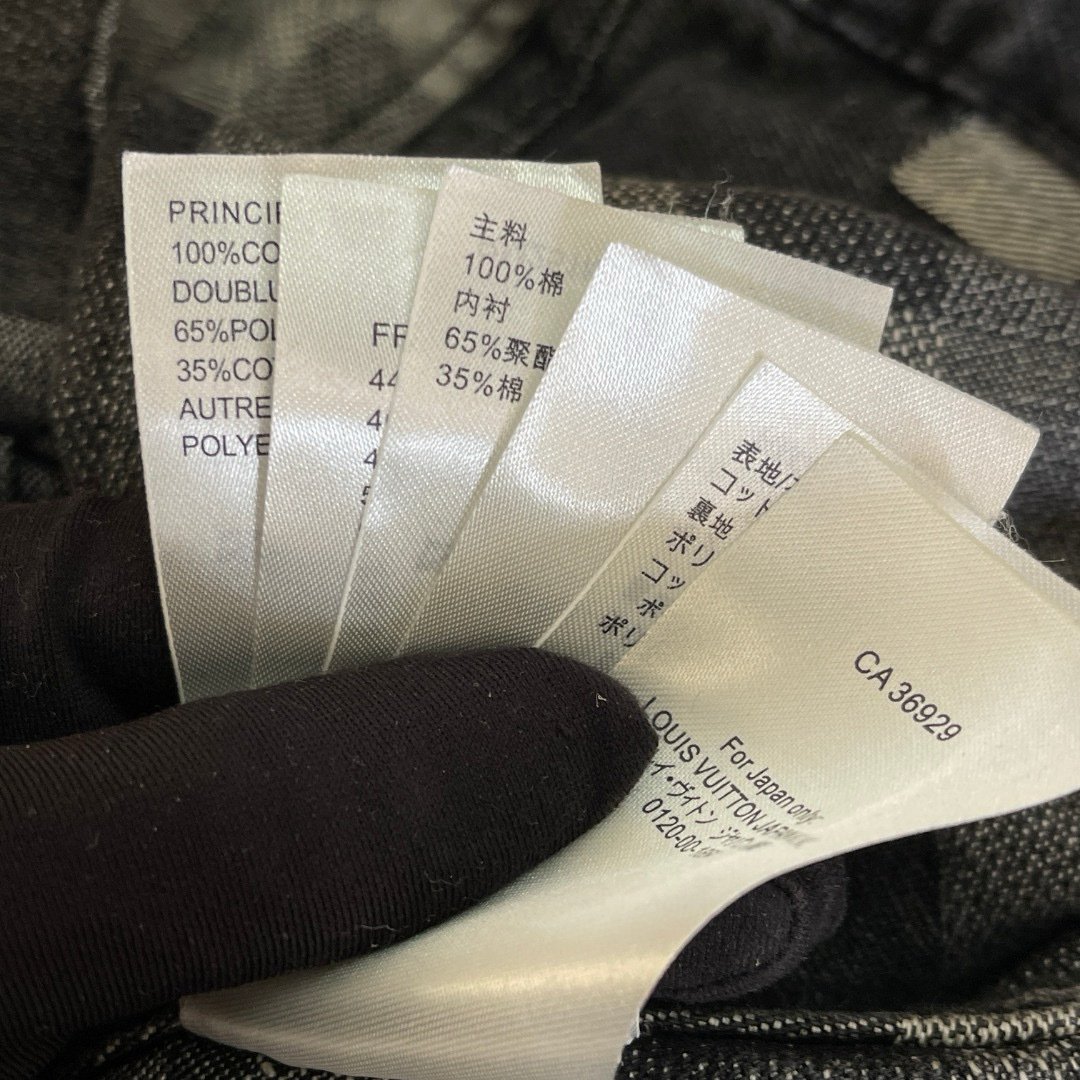 PRINCI
100%CO
DOUBLU
65%POL
35%CO
AUTRE
POLYE
FR
44
主料
100%棉
内衬
65%聚酯
35%棉
表地/
コット
裏地
ポリ
コッ
ポ
ポリ
CA 36929
For Japan only
LOUIS VUITTON
イ・ヴィトン
0120-00-